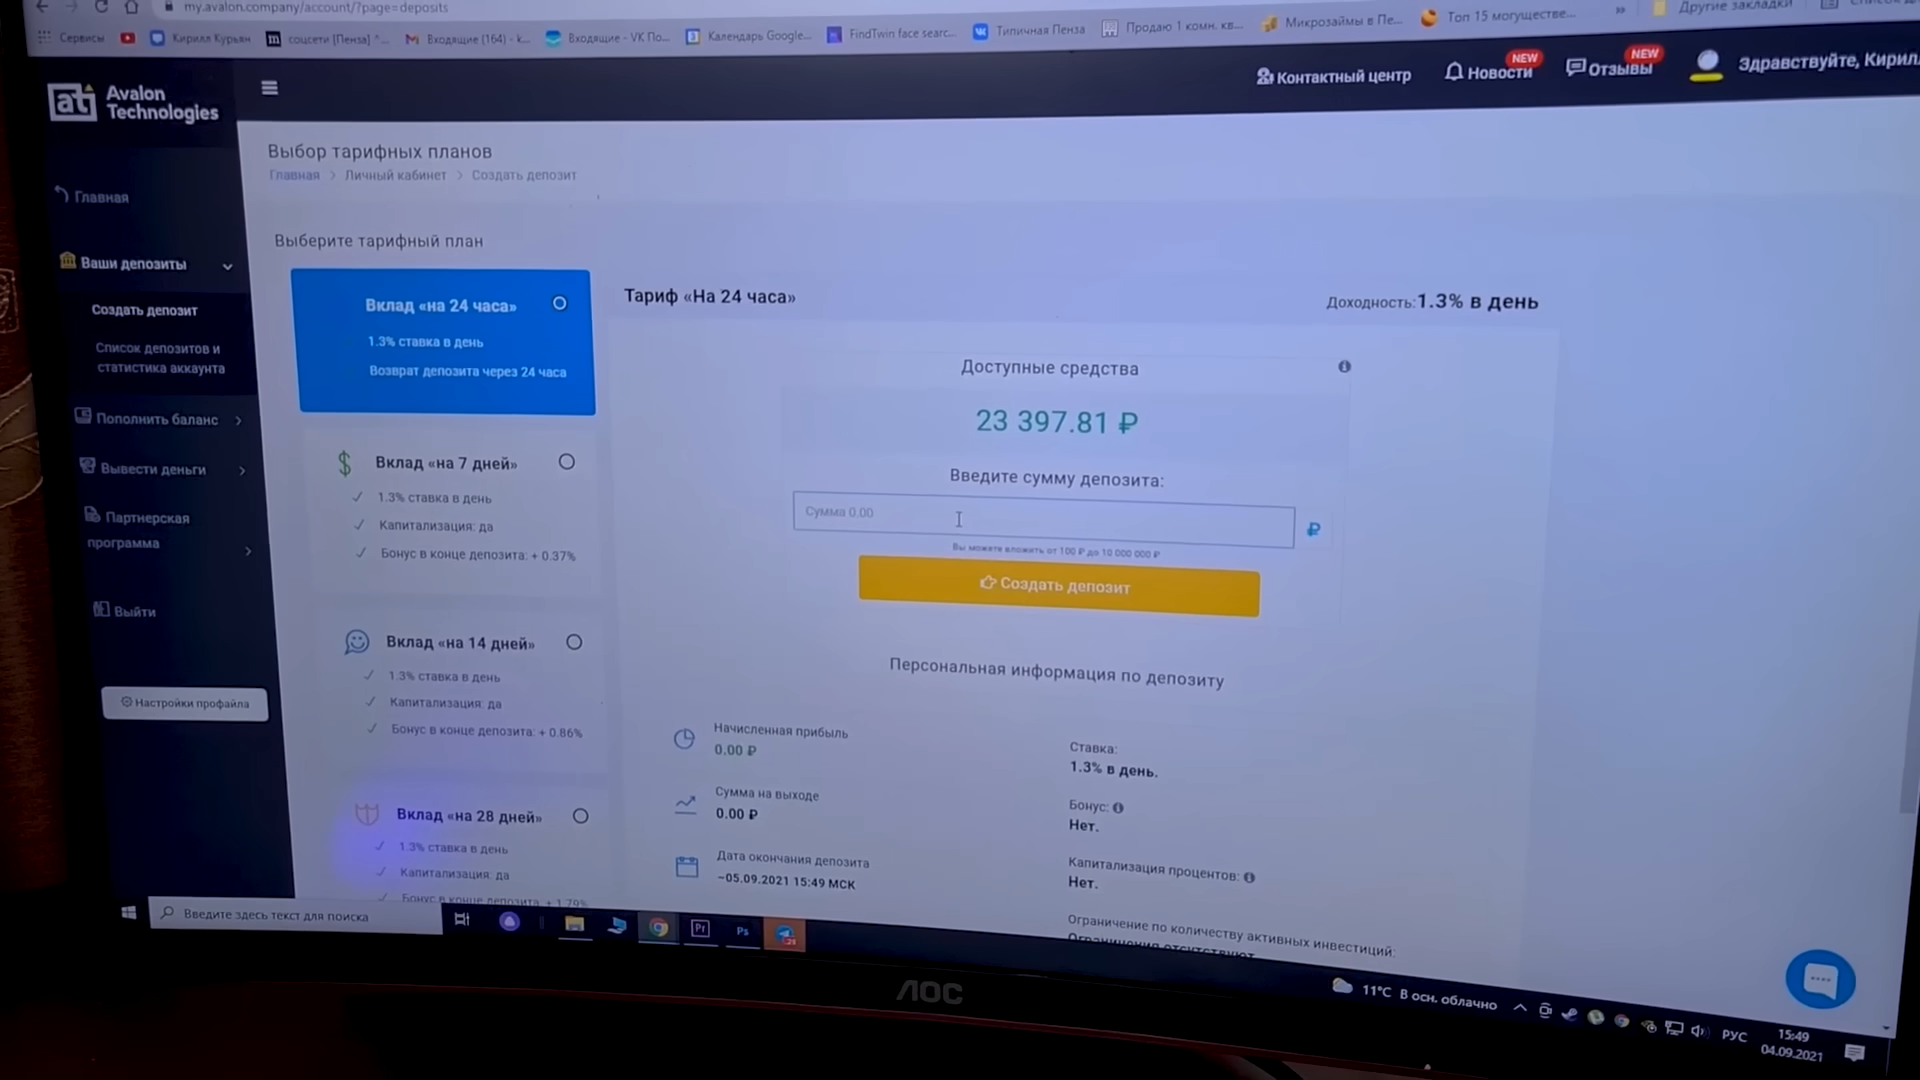 my.avalon.company/account/?page=deposits
Другие закладки
Сервисы
Кирилл Курьян
соцсети [Пенза] ^...
Входящие (164) - k...
Входящие - VK По...
Календарь Google...
FindTwin face searc...
Типичная Пенза
Продаю 1 комн. кв...
Микрозаймы в Пе...
Топ 15 могуществе...
»
at Avalon
Technologies
Контактный центр
Новости
NEW
Отзывы
NEW
Здравствуйте, Кирил
Главная
Ваши депозиты
Создать депозит
Список депозитов и
статистика аккаунта
Пополнить баланс
Вывести деньги
Партнерская
программа
Выйти
Настройки профайла
Выбор тарифных планов
Главная > Личный кабинет > Создать депозит
Выберите тарифный план
Вклад «на 24 часа»
1.3% ставка в день
Возврат депозита через 24 часа
Вклад «на 7 дней»
1.3% ставка в день
Капитализация: да
Бонус в конце депозита: + 0.37%
Вклад «на 14 дней»
1.3% ставка в день
Капитализация: да
Бонус в конце депозита: + 0.86%
Вклад «на 28 дней»
1.3% ставка в день
Капитализация: да
Бонус в конце депозита: + 1.79%
Тариф «На 24 часа»
Доходность: 1.3% в день
Доступные средства
23 397.81 ₽
Введите сумму депозита:
Сумма 0.00
₽
Вы можете вложить от 100 ₽ до 10 000 000 ₽
Создать депозит
Персональная информация по депозиту
Начисленная прибыль
0.00 ₽
Сумма на выходе
0.00 ₽
Дата окончания депозита
~05.09.2021 15:49 МСК
Ставка:
1.3% в день.
Бонус:
Нет.
Капитализация процентов:
Нет.
Ограничение по количеству активных инвестиций:
Ограничения отсутствуют
Введите здесь текст для поиска
Pr
Ps
11°C В осн. облачно
РУС
15:49
04.09.2021
AOC